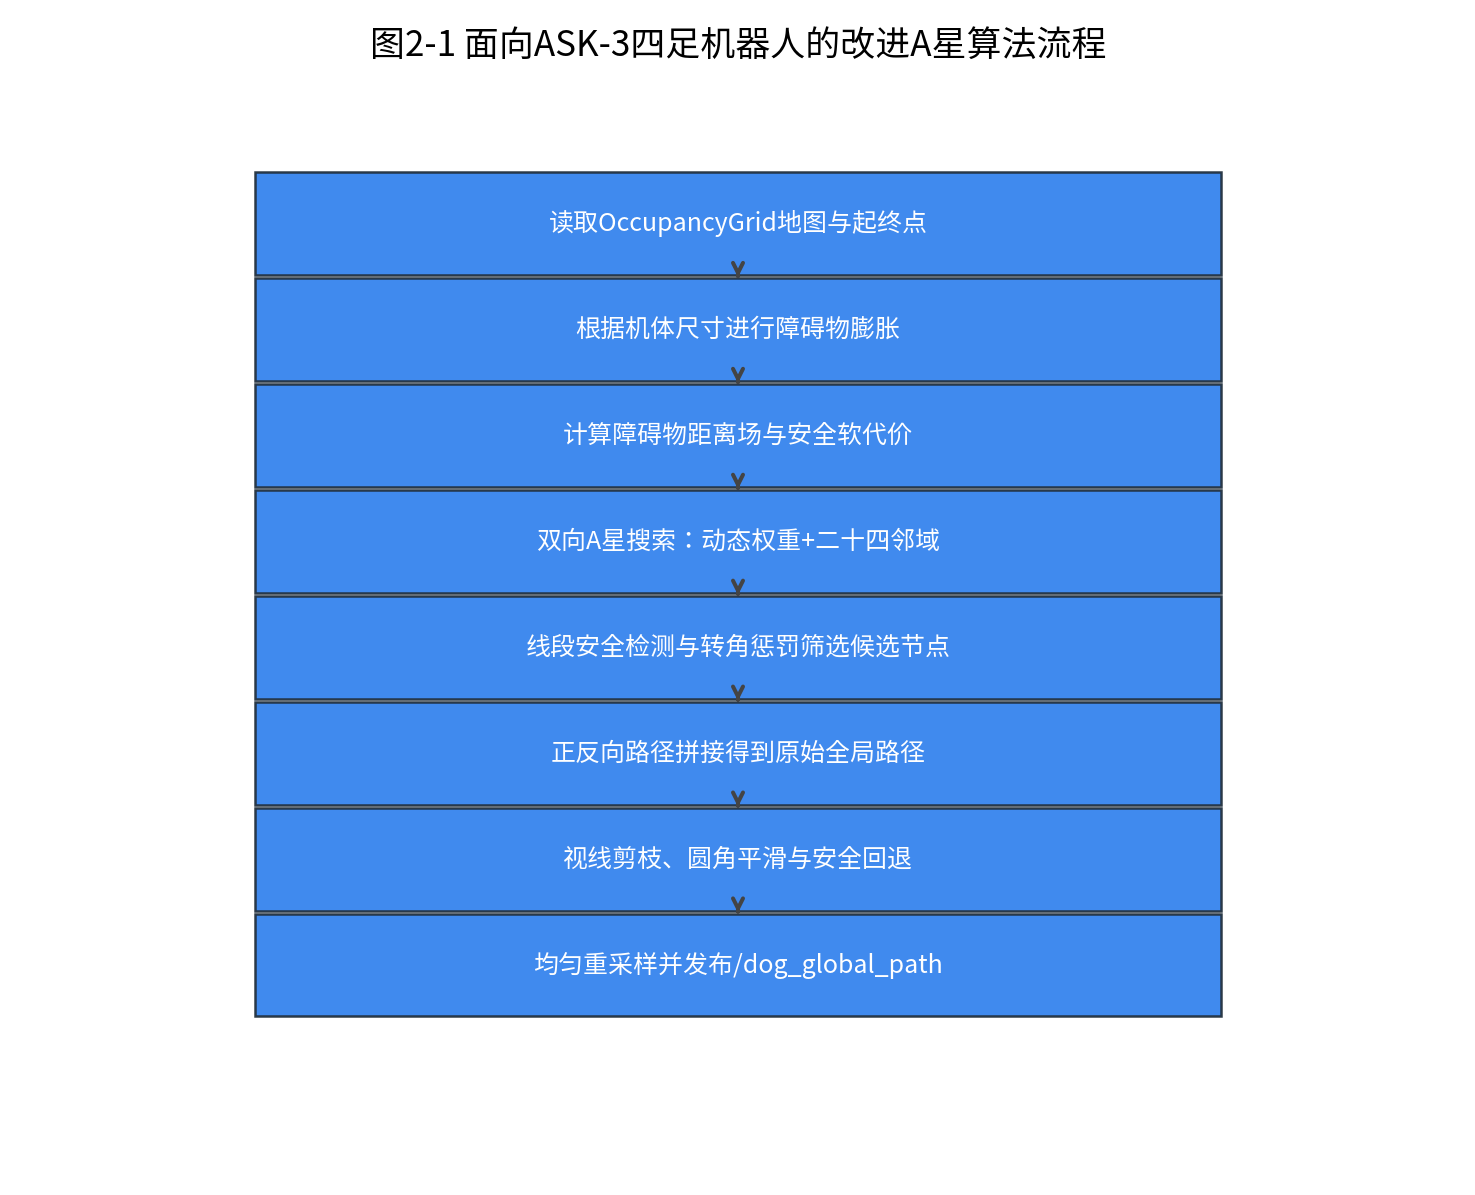 图2-1 面向ASK-3四足机器人的改进A星算法流程
读取OccupancyGrid地图与起终点
根据机体尺寸进行障碍物膨胀
计算障碍物距离场与安全软代价
双向A星搜索：动态权重+二十四邻域
线段安全检测与转角惩罚筛选候选节点
正反向路径拼接得到原始全局路径
视线剪枝、圆角平滑与安全回退
均匀重采样并发布/dog_global_path